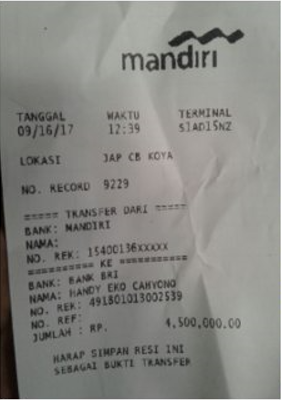 mandiri
TANGGAL WAKTU TERMINAL
09/16/17 12:39 S1AD15NZ
LOKASI JAP CB KOYA
NO. RECORD 9229
===== TRANSFER DARI =====
BANK: MANDIRI
NAMA:
NO. REK: 15400136xxxxx
========== KE ==========
BANK: BANK BRI
NAMA: HANDY EKO CAHYONO
NO. REK: 491801013002539
NO. REF:
JUMLAH : RP. 4,500,000.00
HARAP SIMPAN RESI INI
SEBAGAI BUKTI TRANSFER